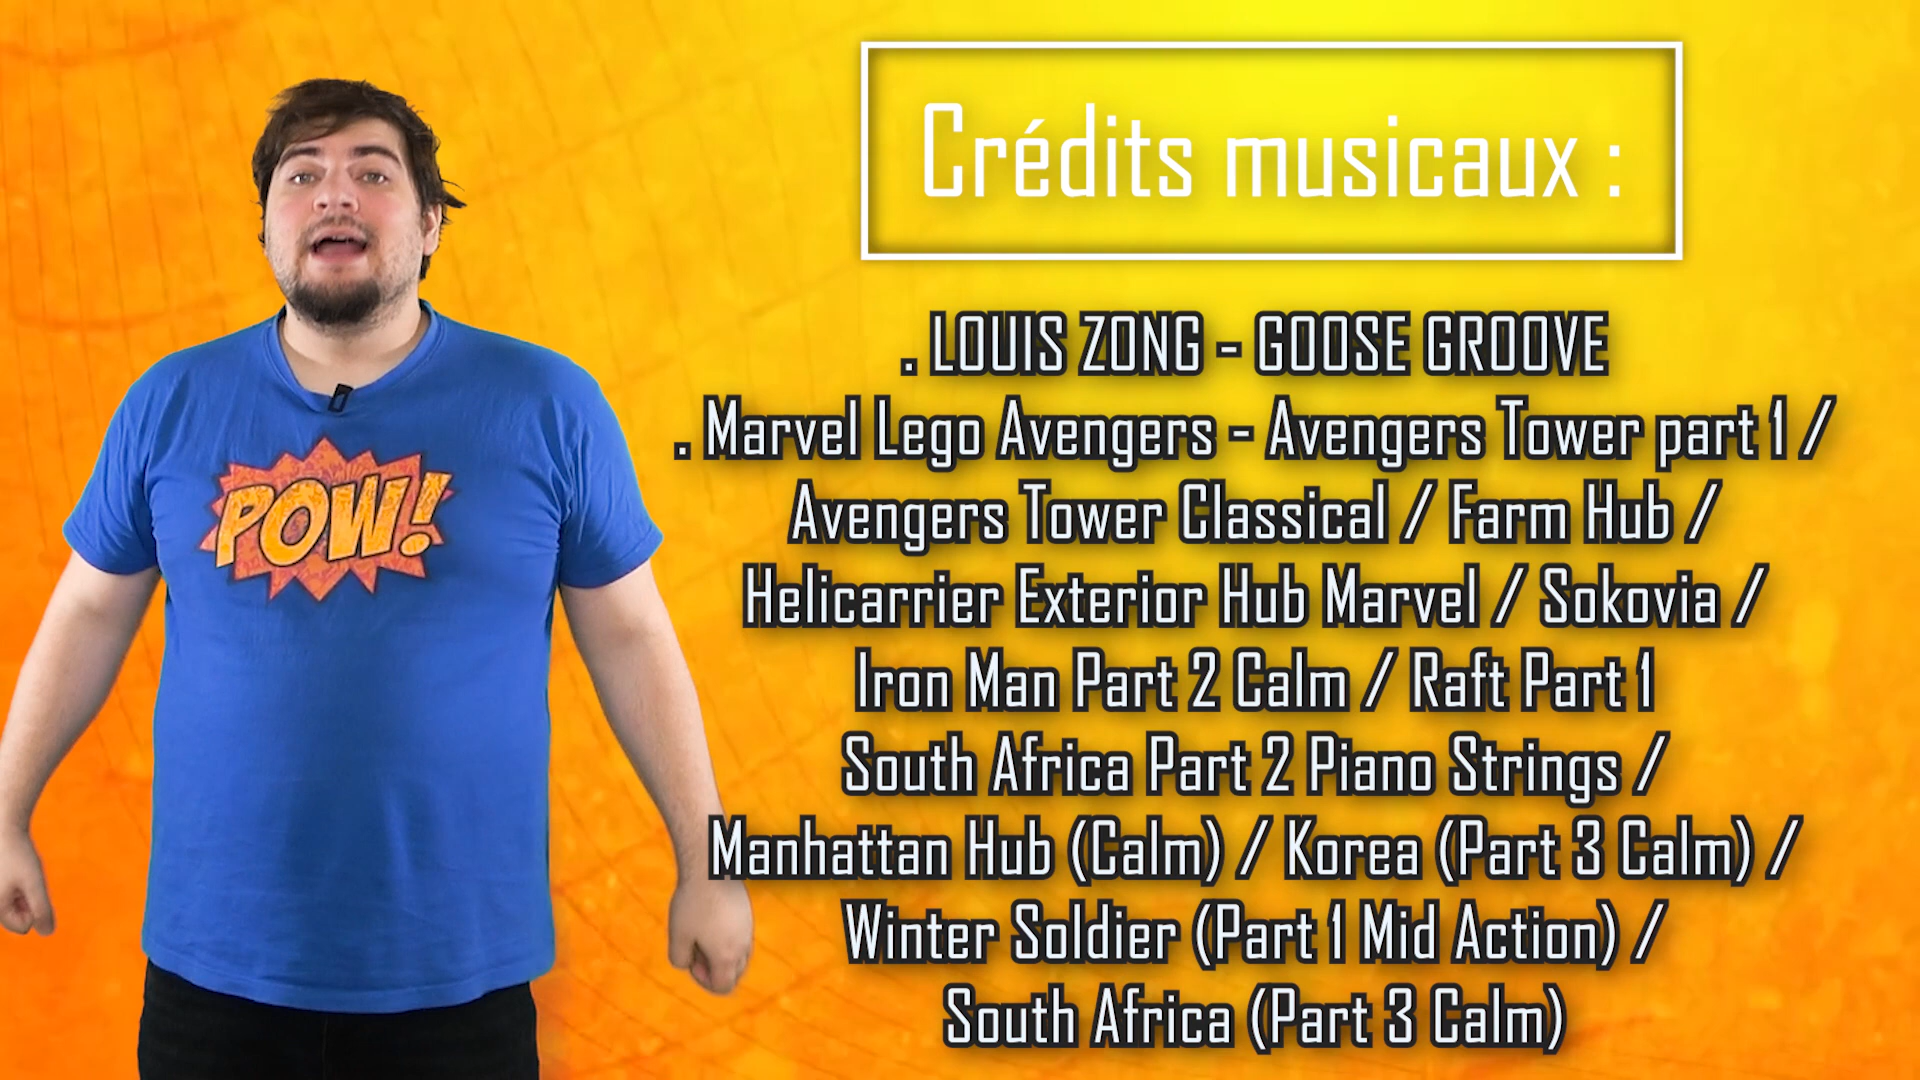 Crédits musicaux :
. LOUIS ZONG - GOOSE GROOVE
. Marvel Lego Avengers - Avengers Tower part 1 /
Avengers Tower Classical / Farm Hub /
Helicarrier Exterior Hub Marvel / Sokovia /
Iron Man Part 2 Calm / Raft Part 1
South Africa Part 2 Piano Strings /
Manhattan Hub (Calm) / Korea (Part 3 Calm) /
Winter Soldier (Part 1 Mid Action) /
South Africa (Part 3 Calm)
POW!